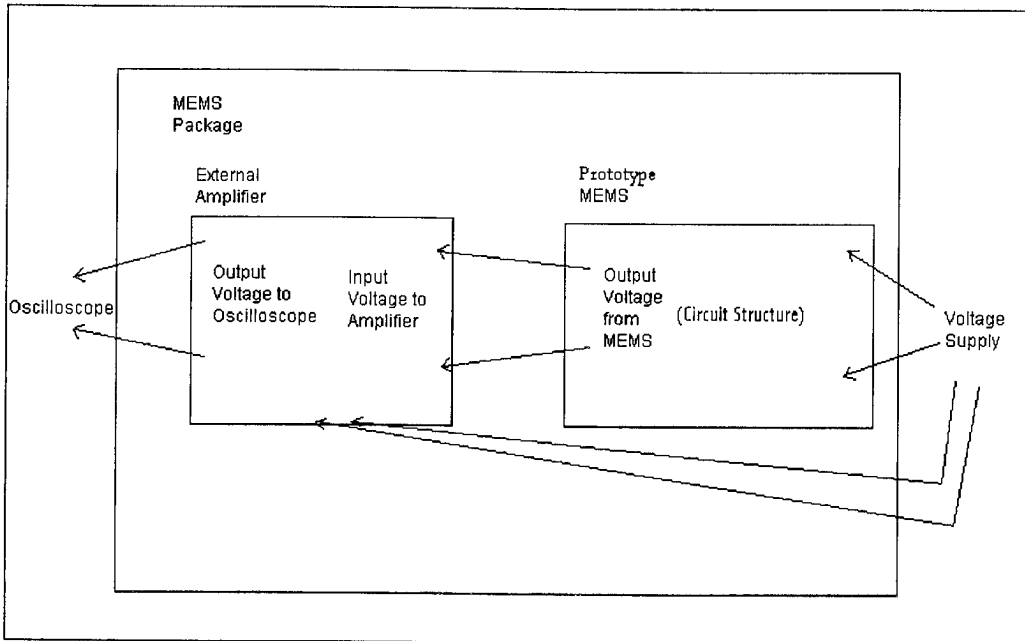 MEMS
Package
External
Amplifier
Prototype
MEMS
Output
Voltage to
Oscilloscope
Input
Voltage to
Amplifier
Output
Voltage
from
MEMS
(Circuit Structure)
Oscilloscope
Voltage
Supply